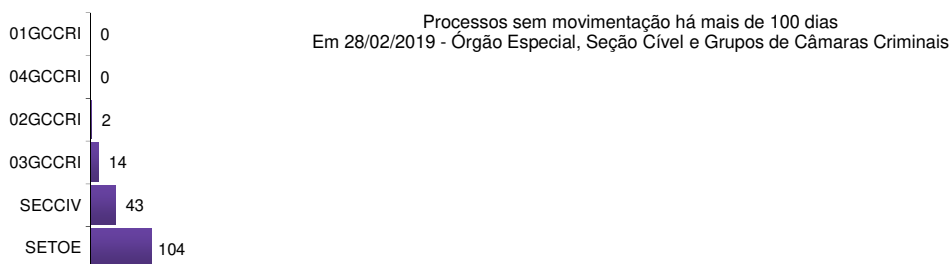 Processos sem movimentação há mais de 100 dias
Em 28/02/2019 - Órgão Especial, Seção Cível e Grupos de Câmaras Criminais
01GCCRI 0
04GCCRI 0
02GCCRI 2
03GCCRI 14
SECCIV 43
SETOE 104